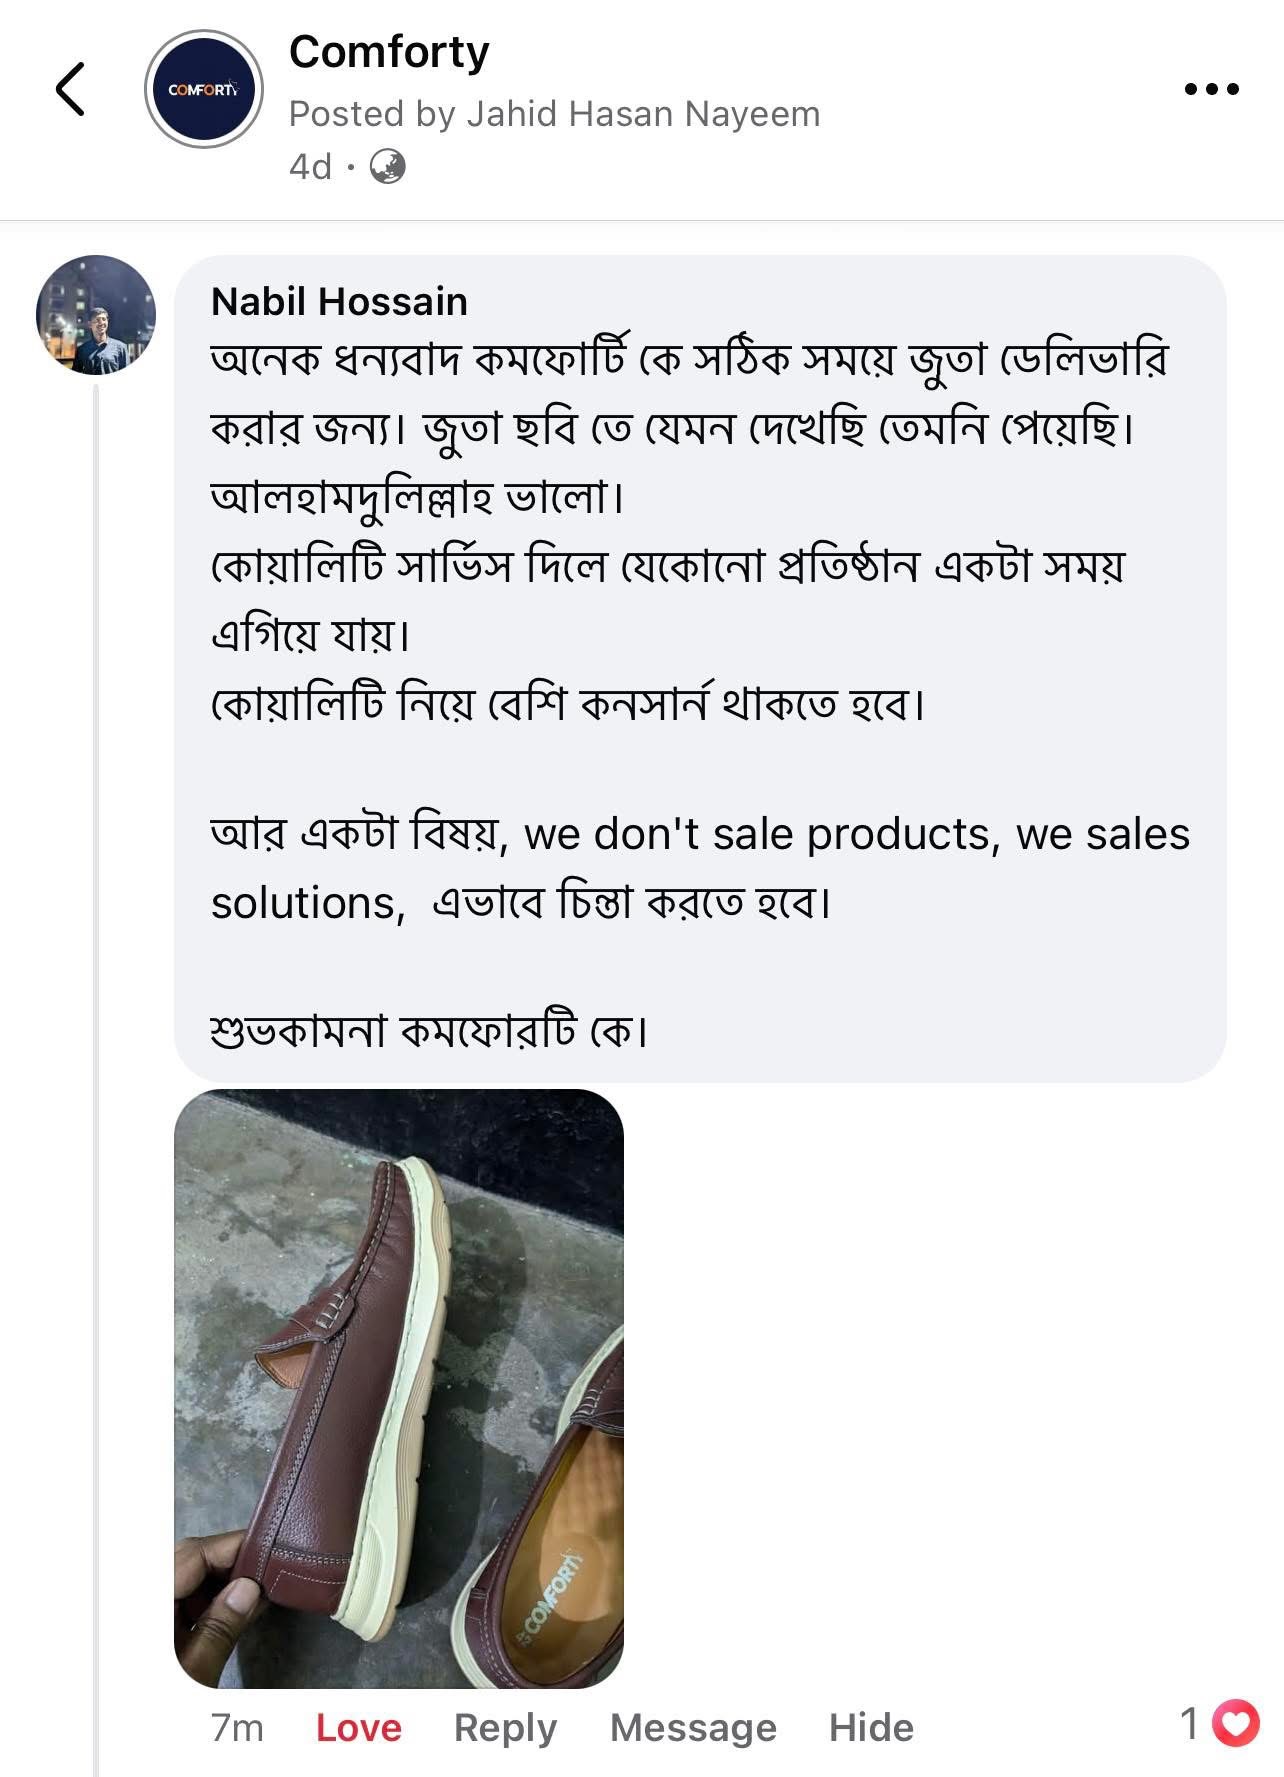 COMFORTY
Comforty
Posted by Jahid Hasan Nayeem
4d ·
Nabil Hossain
অনেক ধন্যবাদ কমফোর্টি কে সঠিক সময়ে জুতা ডেলিভারি
করার জন্য। জুতা ছবি তে যেমন দেখেছি তেমনি পেয়েছি।
আলহামদুলিল্লাহ ভালো।
কোয়ালিটি সার্ভিস দিলে যেকোনো প্রতিষ্ঠান একটা সময়
এগিয়ে যায়।
কোয়ালিটি নিয়ে বেশি কনসার্ন থাকতে হবে।
আর একটা বিষয়, we don't sale products, we sales
solutions, এভাবে চিন্তা করতে হবে।
শুভকামনা কমফোরটি কে।
COMFORTY
7m Love Reply Message Hide 1